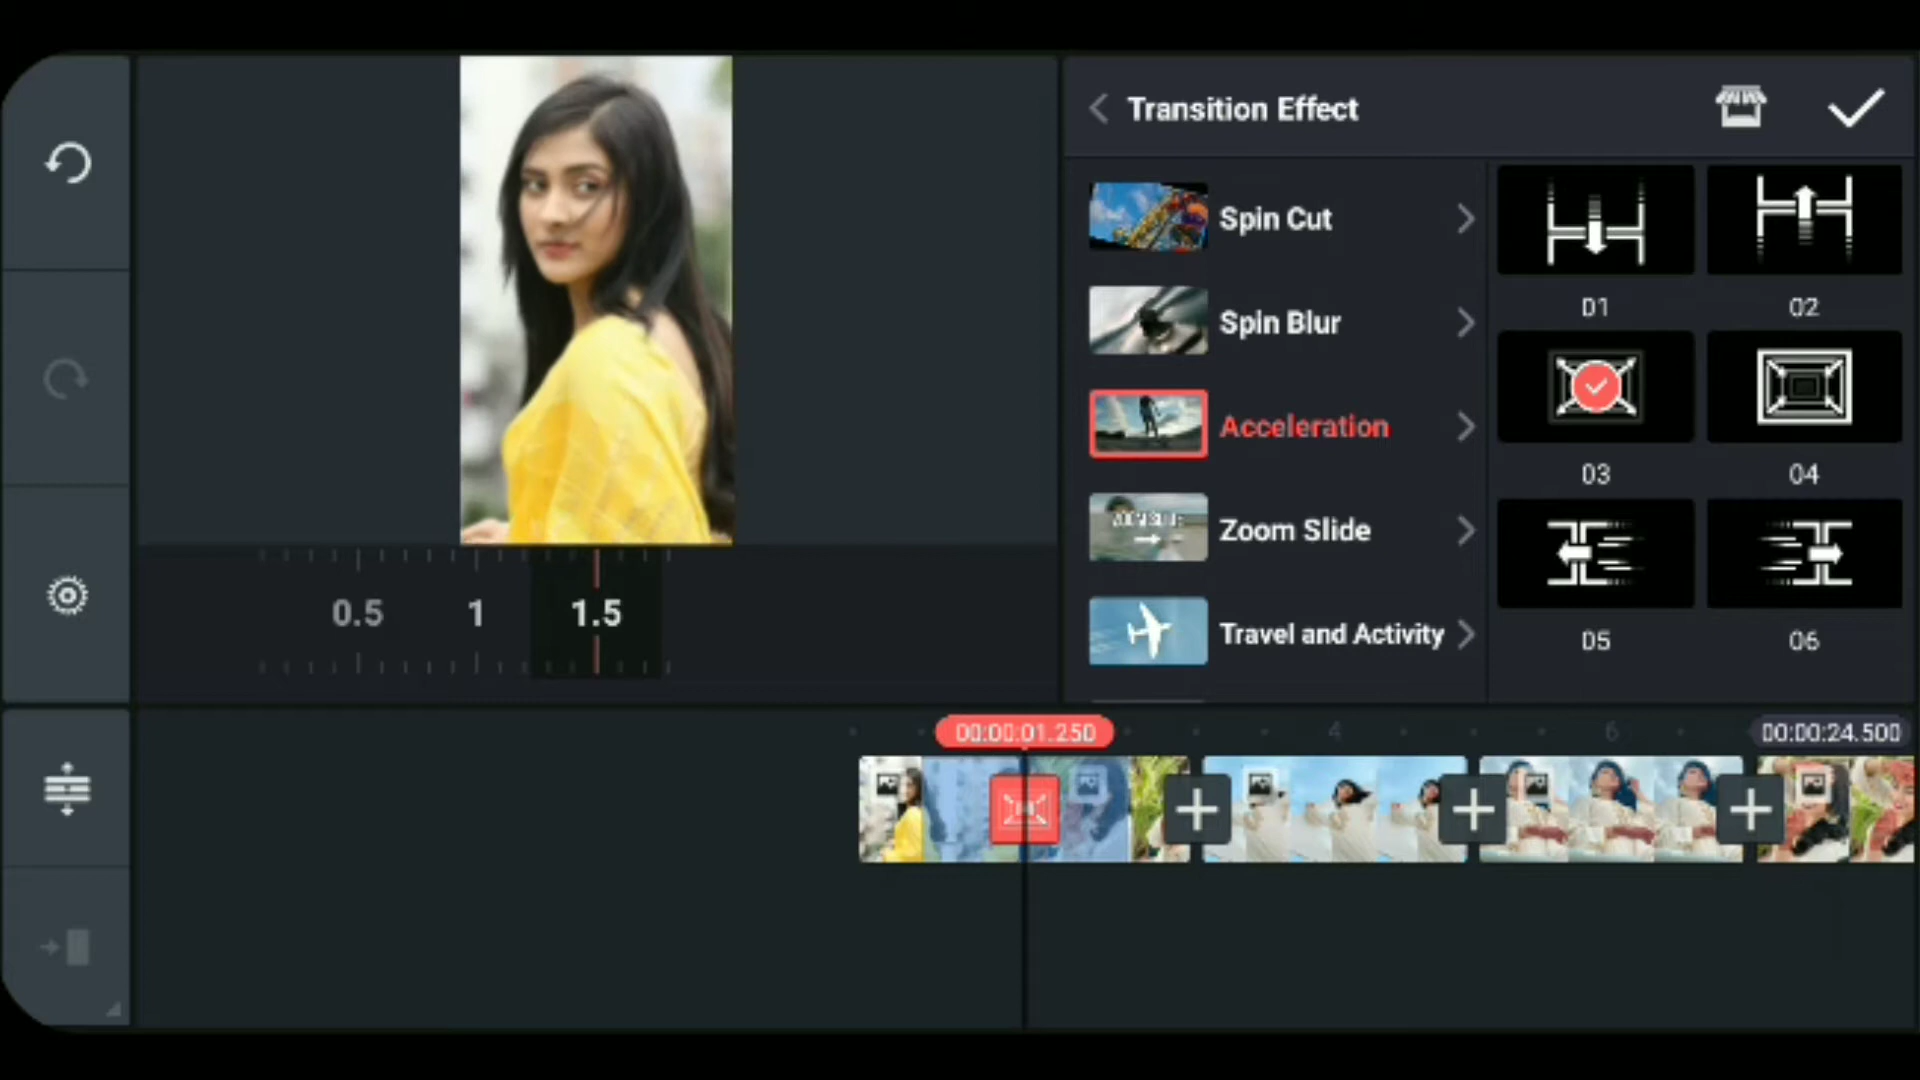 Transition Effect
Spin Cut
Spin Blur
Acceleration
Zoom Slide
Travel and Activity
01
02
03
04
05
06
0.5
1
1.5
00:00:01.250
4
6
00:00:24.500